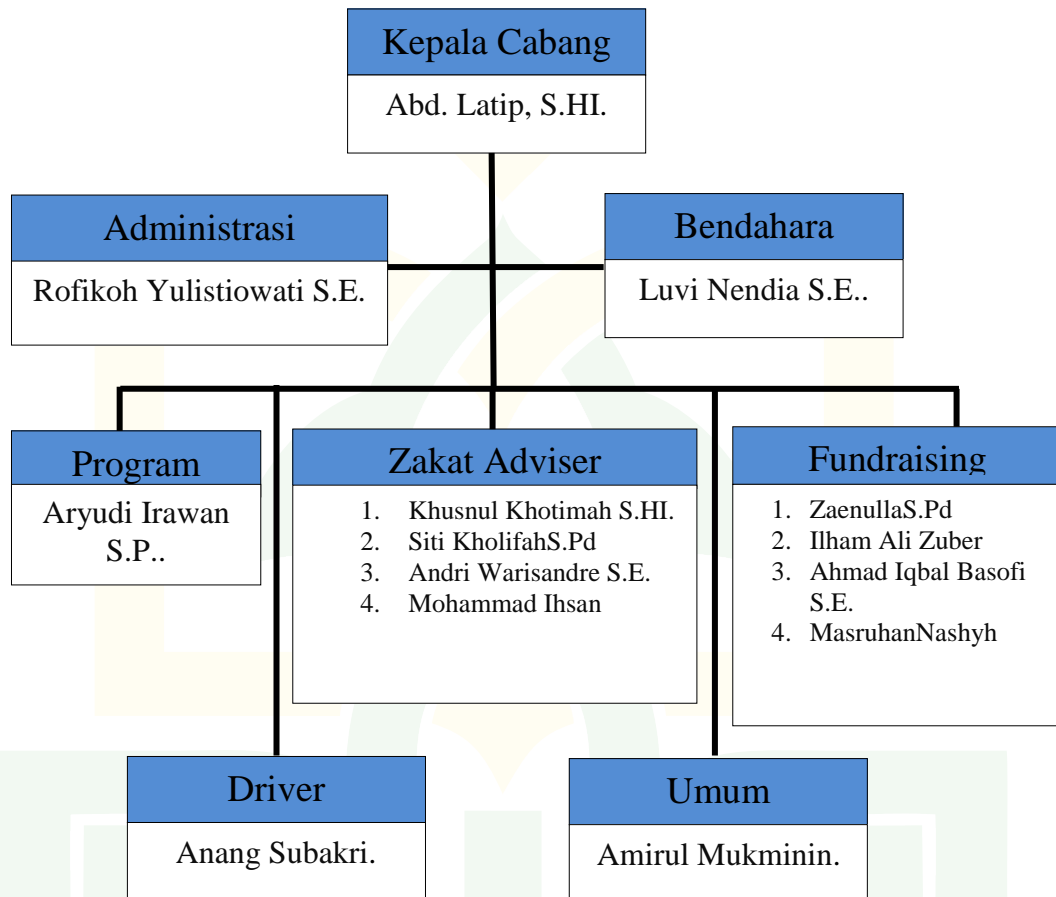 Kepala Cabang
Abd. Latip, S.HI.
Administrasi
Rofikoh Yulistiowati S.E.
Bendahara
Luvi Nendia S.E..
Program
Aryudi Irawan
S.P..
Zakat Adviser
1. Khusnul Khotimah S.HI.
2. Siti KholifahS.Pd
3. Andri Warisandre S.E.
4. Mohammad Ihsan
Fundraising
1. ZaenullaS.Pd
2. Ilham Ali Zuber
3. Ahmad Iqbal Basofi
S.E.
4. MasruhanNashyh
Driver
Anang Subakri.
Umum
Amirul Mukminin.